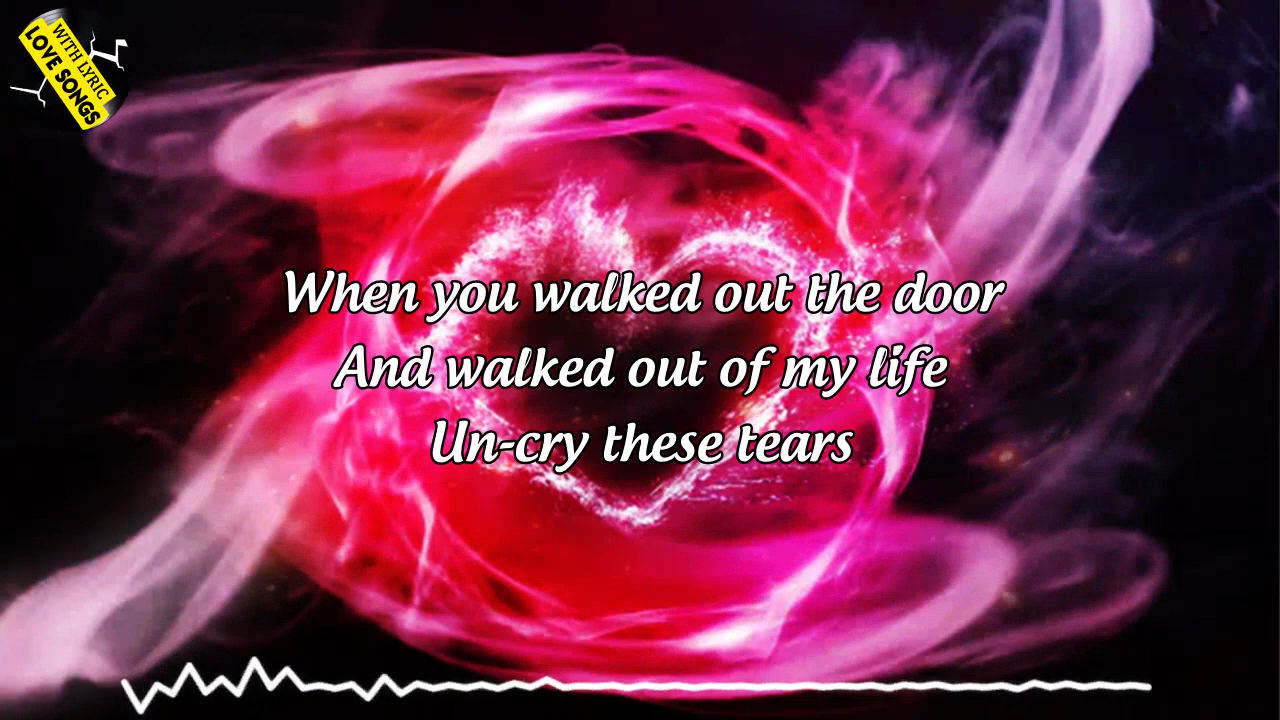 WITH LYRIC
LOVE SONGS
When you walked out the door
And walked out of my life
Un-cry these tears